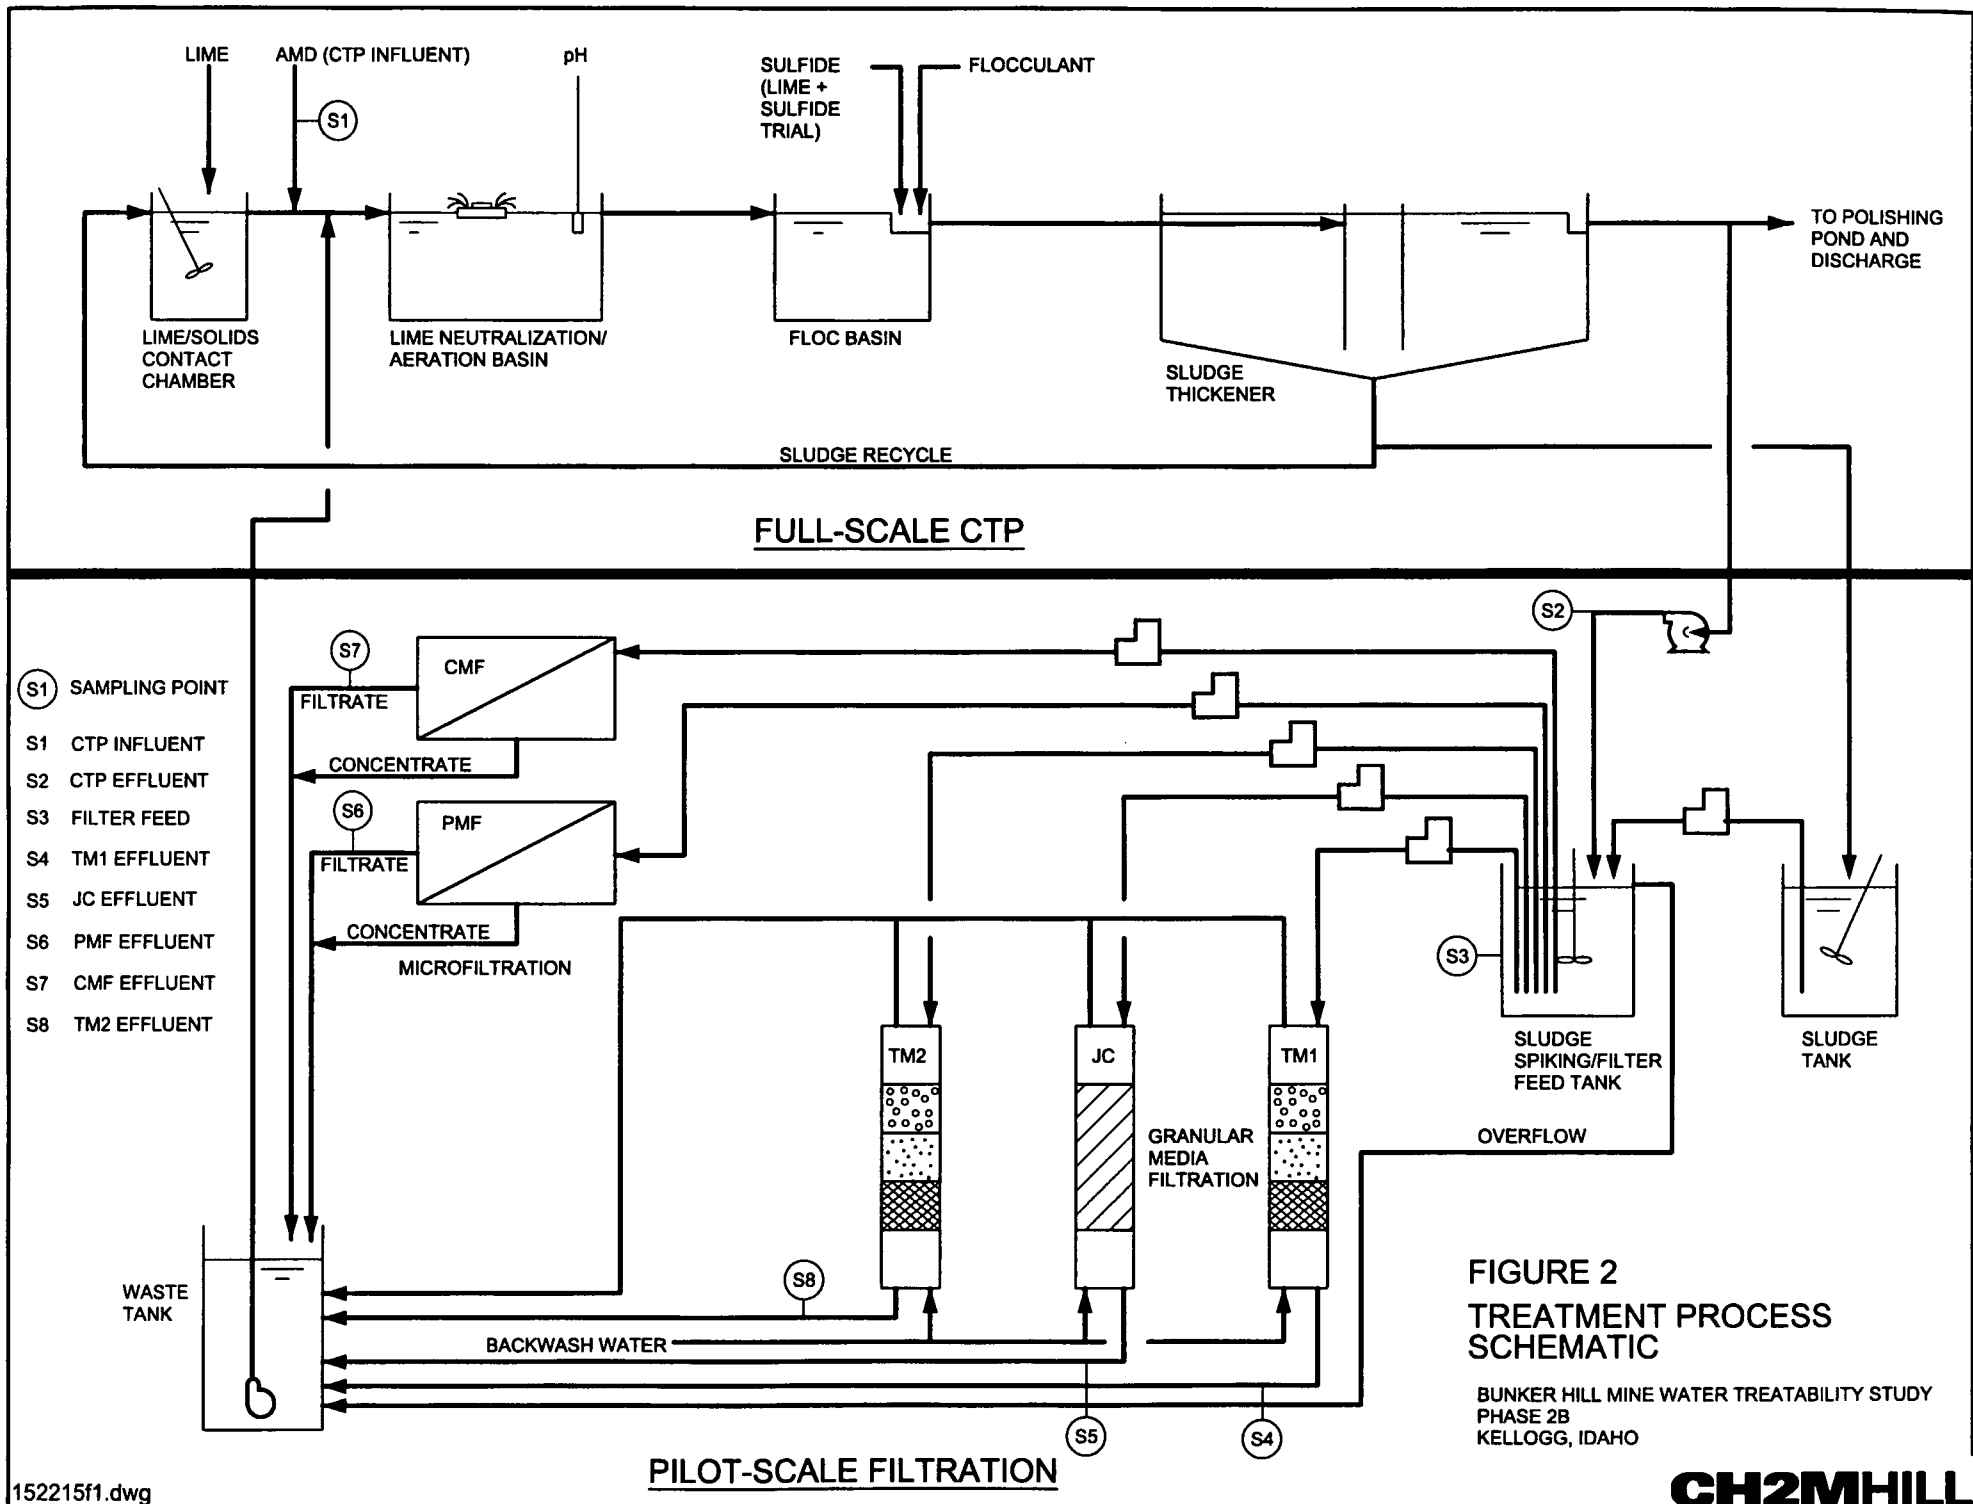 LIME
AMD (CTP INFLUENT)
pH
SULFIDE
(LIME +
SULFIDE
TRIAL)
FLOCCULANT
S1
TO POLISHING
POND AND
DISCHARGE
LIME/SOLIDS
CONTACT
CHAMBER
LIME NEUTRALIZATION/
AERATION BASIN
FLOC BASIN
SLUDGE
THICKENER
SLUDGE RECYCLE
FULL-SCALE CTP
S2
S7
CMF
FILTRATE
CONCENTRATE
S6
PMF
FILTRATE
CONCENTRATE
MICROFILTRATION
S1 SAMPLING POINT
S1 CTP INFLUENT
S2 CTP EFFLUENT
S3 FILTER FEED
S4 TM1 EFFLUENT
S5 JC EFFLUENT
S6 PMF EFFLUENT
S7 CMF EFFLUENT
S8 TM2 EFFLUENT
S3
TM2
JC
TM1
SLUDGE
SPIKING/FILTER
FEED TANK
SLUDGE
TANK
GRANULAR
MEDIA
FILTRATION
OVERFLOW
WASTE
TANK
S8
BACKWASH WATER
S5
S4
PILOT-SCALE FILTRATION
FIGURE 2
TREATMENT PROCESS
SCHEMATIC
BUNKER HILL MINE WATER TREATABILITY STUDY
PHASE 2B
KELLOGG, IDAHO
152215f1.dwg
CH2MHILL